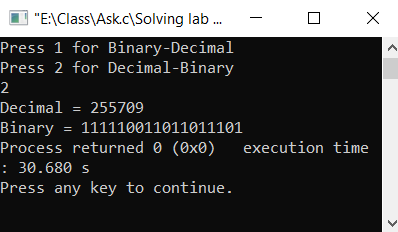 "E:\Class\Ask.c\Solving lab ...
Press 1 for Binary-Decimal
Press 2 for Decimal-Binary
2
Decimal = 255709
Binary = 111110011011011101
Process returned 0 (0x0)   execution time
: 30.680 s
Press any key to continue.